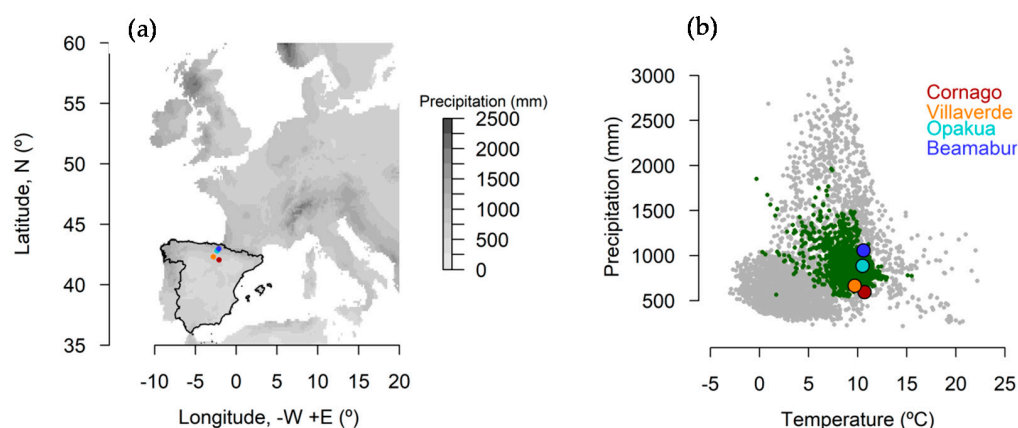 (a)
60
55
50
45
40
35
Latitude, N (º)
-10 -5 0 5 10 15 20
Longitude, -W +E (º)
Precipitation (mm)
2500
2000
1500
1000
500
0
(b)
3000
2500
2000
1500
1000
500
Precipitation (mm)
Cornago
Villaverde
Opakua
Beamabur
-5 0 5 10 15 20 25
Temperature (ºC)